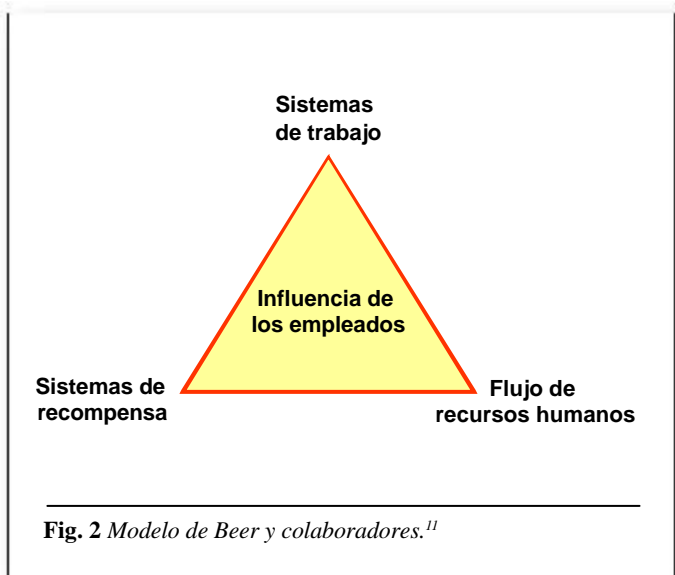 Sistemas
de trabajo
Influencia de
los empleados
Sistemas de
recompensa
Flujo de
recursos humanos
Fig. 2 Modelo de Beer y colaboradores.11